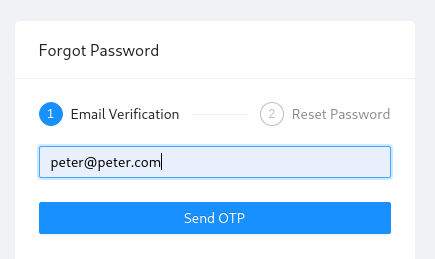 Forgot Password
1 Email Verification 2 Reset Password
peter@peter.com
Send OTP